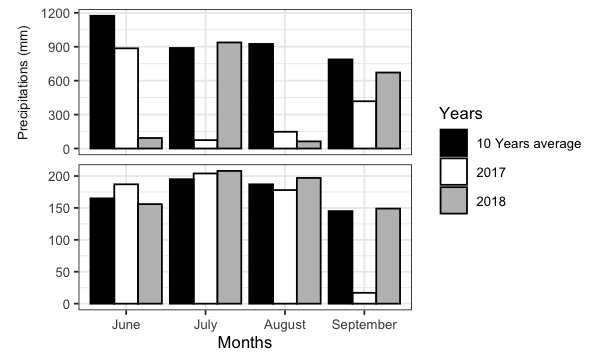 Precipitations (mm)
1200
900
600
300
0
200
150
100
50
0
June July August September
Months
Years
10 Years average
2017
2018